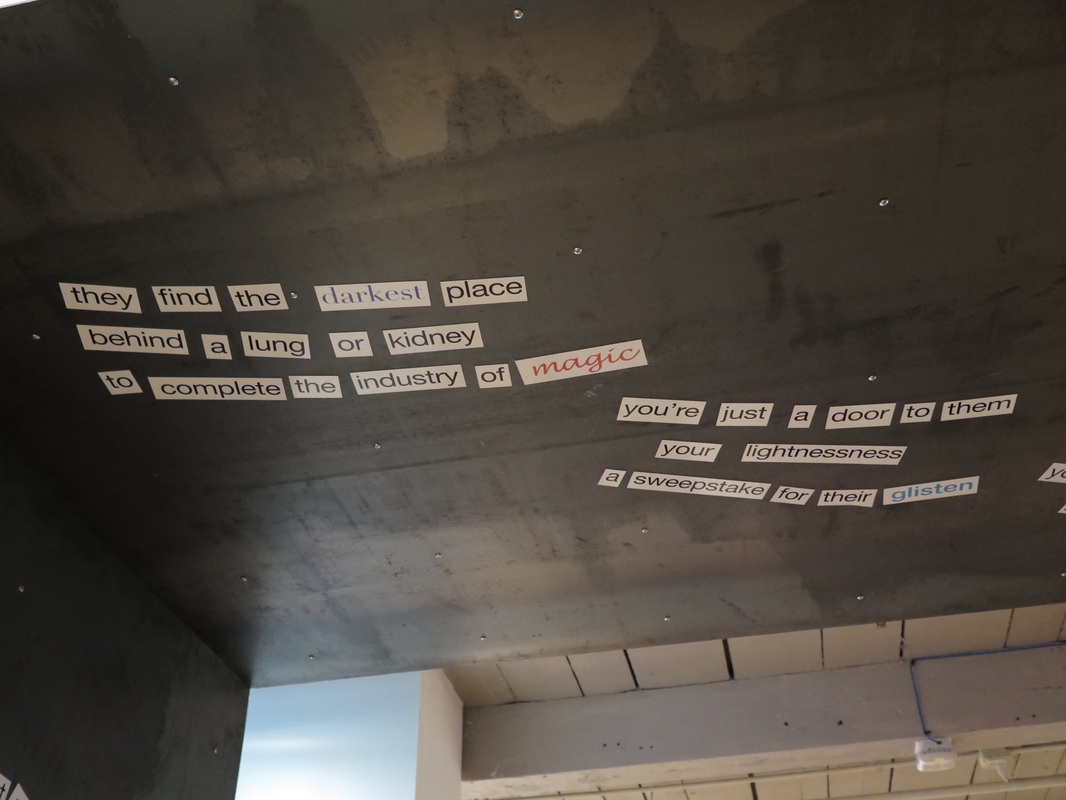 they find the darkest place
behind a lung or kidney
to complete the industry of magic
you're just a door to them
your lightnessness
a sweepstake for their glisten